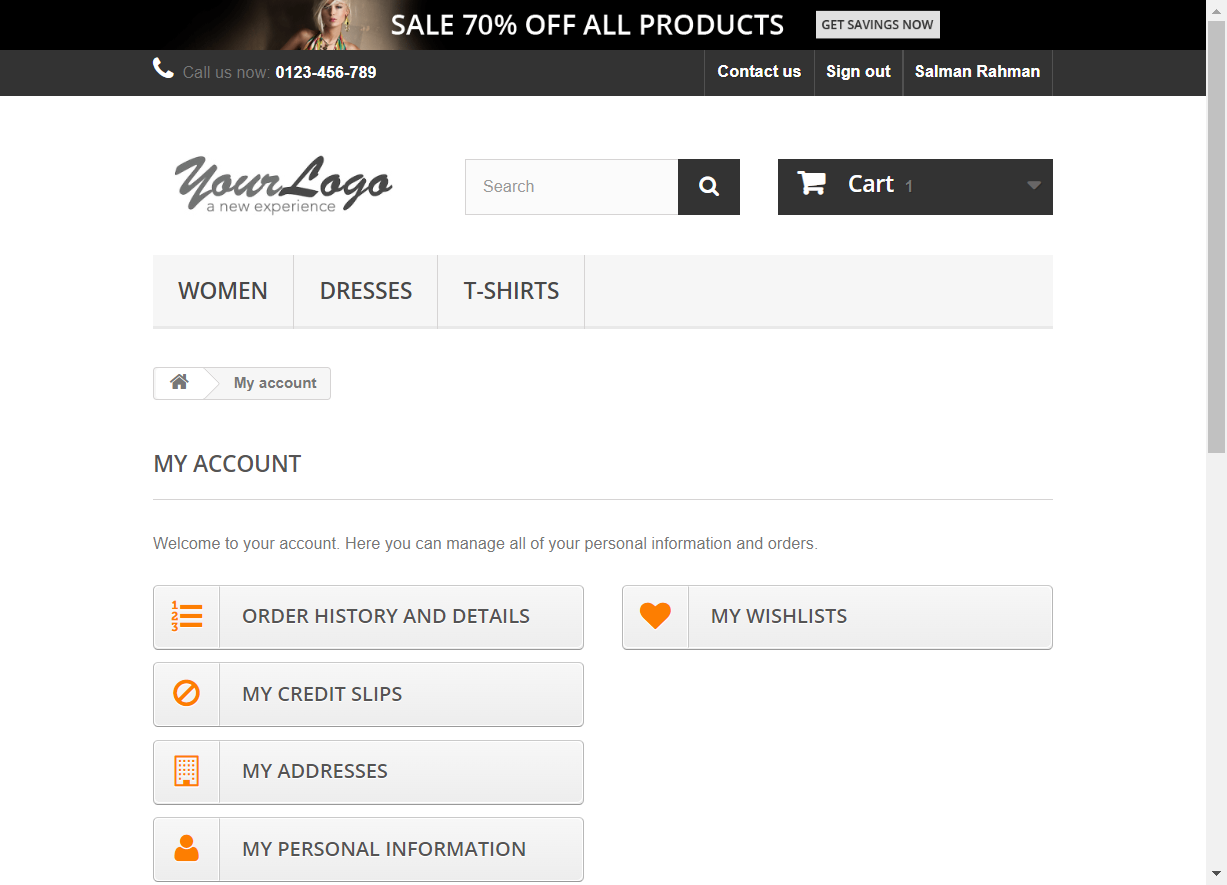 SALE 70% OFF ALL PRODUCTS GET SAVINGS NOW
Call us now: 0123-456-789 Contact us Sign out Salman Rahman
YourLogo
a new experience
Search
Cart 1
WOMEN DRESSES T-SHIRTS
My account
MY ACCOUNT
Welcome to your account. Here you can manage all of your personal information and orders.
1
2
3
ORDER HISTORY AND DETAILS
MY WISHLISTS
MY CREDIT SLIPS
MY ADDRESSES
MY PERSONAL INFORMATION